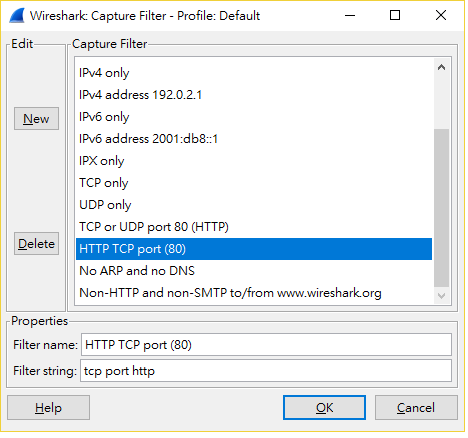 Wireshark: Capture Filter - Profile: Default
Edit
Capture Filter
IPv4 only
IPv4 address 192.0.2.1
New
IPv6 only
IPv6 address 2001:db8::1
IPX only
TCP only
UDP only
TCP or UDP port 80 (HTTP)
Delete
HTTP TCP port (80)
No ARP and no DNS
Non-HTTP and non-SMTP to/from www.wireshark.org
Properties
Filter name: HTTP TCP port (80)
Filter string: tcp port http
Help
OK
Cancel